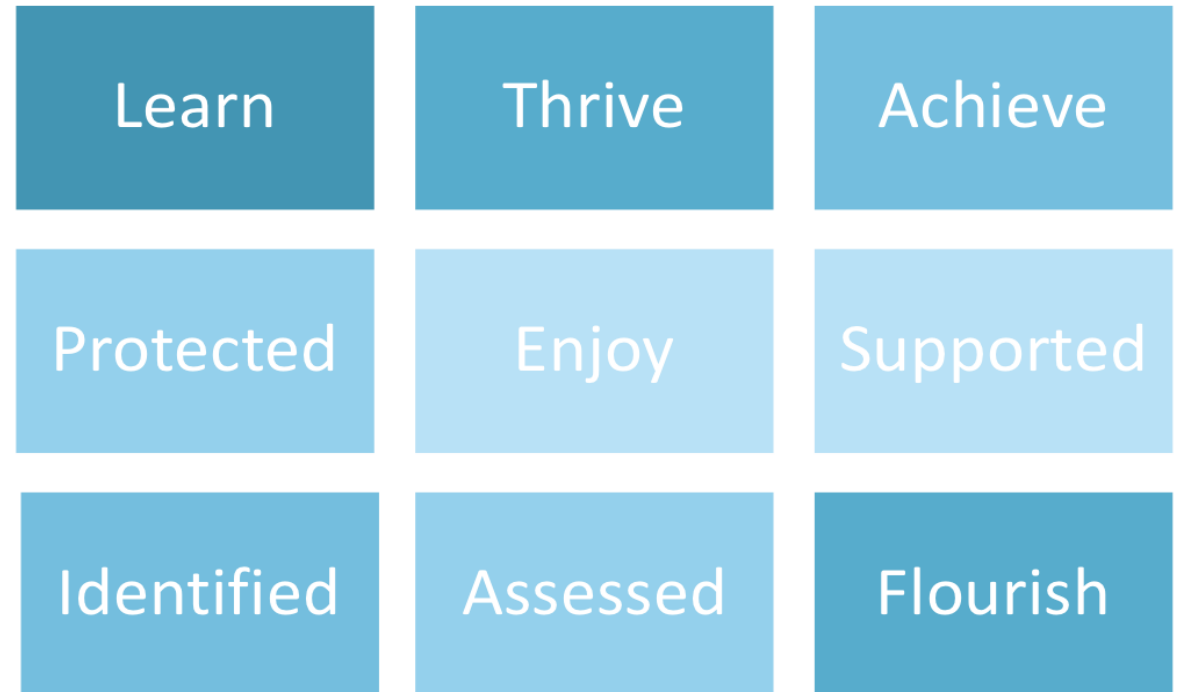 Learn
Thrive
Achieve
Protected
Enjoy
Supported
Identified
Assessed
Flourish